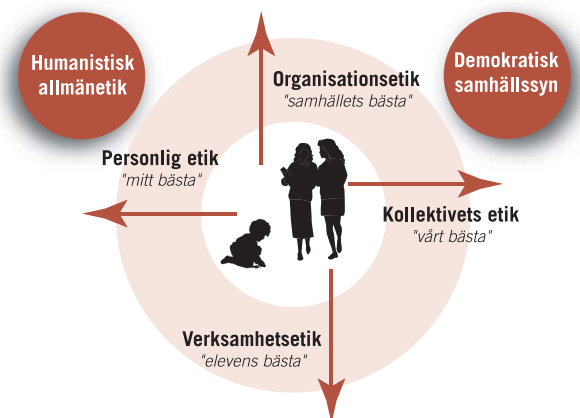 Humanistisk
allmänetik
Demokratisk
samhällssyn
Organisationsetik
"samhällets bästa"
Personlig etik
"mitt bästa"
Kollektivets etik
"vårt bästa"
Verksamhetsetik
"elevens bästa"